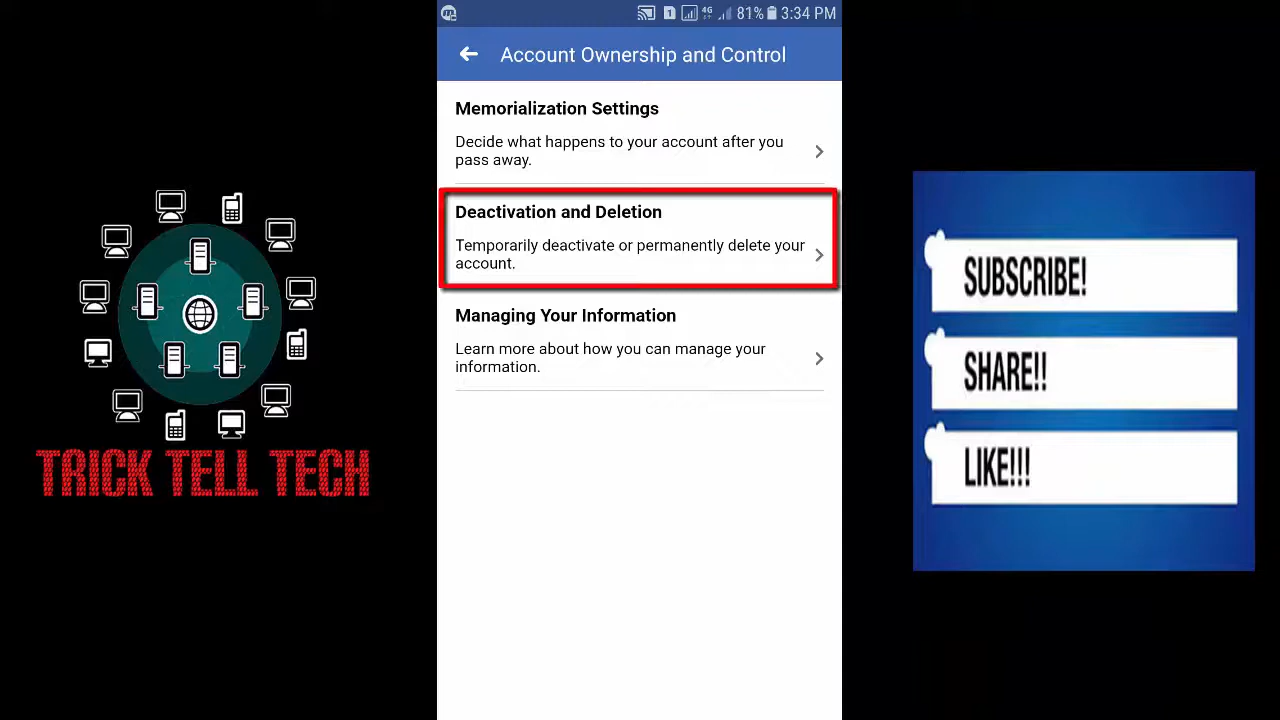 1 4G 81% 3:34 PM
Account Ownership and Control
Memorialization Settings
Decide what happens to your account after you
pass away.
Deactivation and Deletion
Temporarily deactivate or permanently delete your
account.
Managing Your Information
Learn more about how you can manage your
information.
TRICK TELL TECH
SUBSCRIBE!
SHARE!!
LIKE!!!